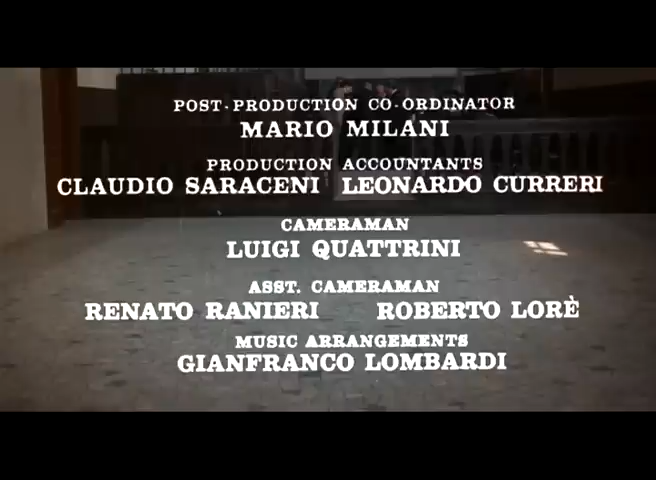 POST-PRODUCTION CO-ORDINATOR
MARIO MILANI
PRODUCTION ACCOUNTANTS
CLAUDIO SARACENI LEONARDO CURRERI
CAMERAMAN
LUIGI QUATTRINI
ASST. CAMERAMAN
RENATO RANIERI ROBERTO LORÈ
MUSIC ARRANGEMENTS
GIANFRANCO LOMBARDI